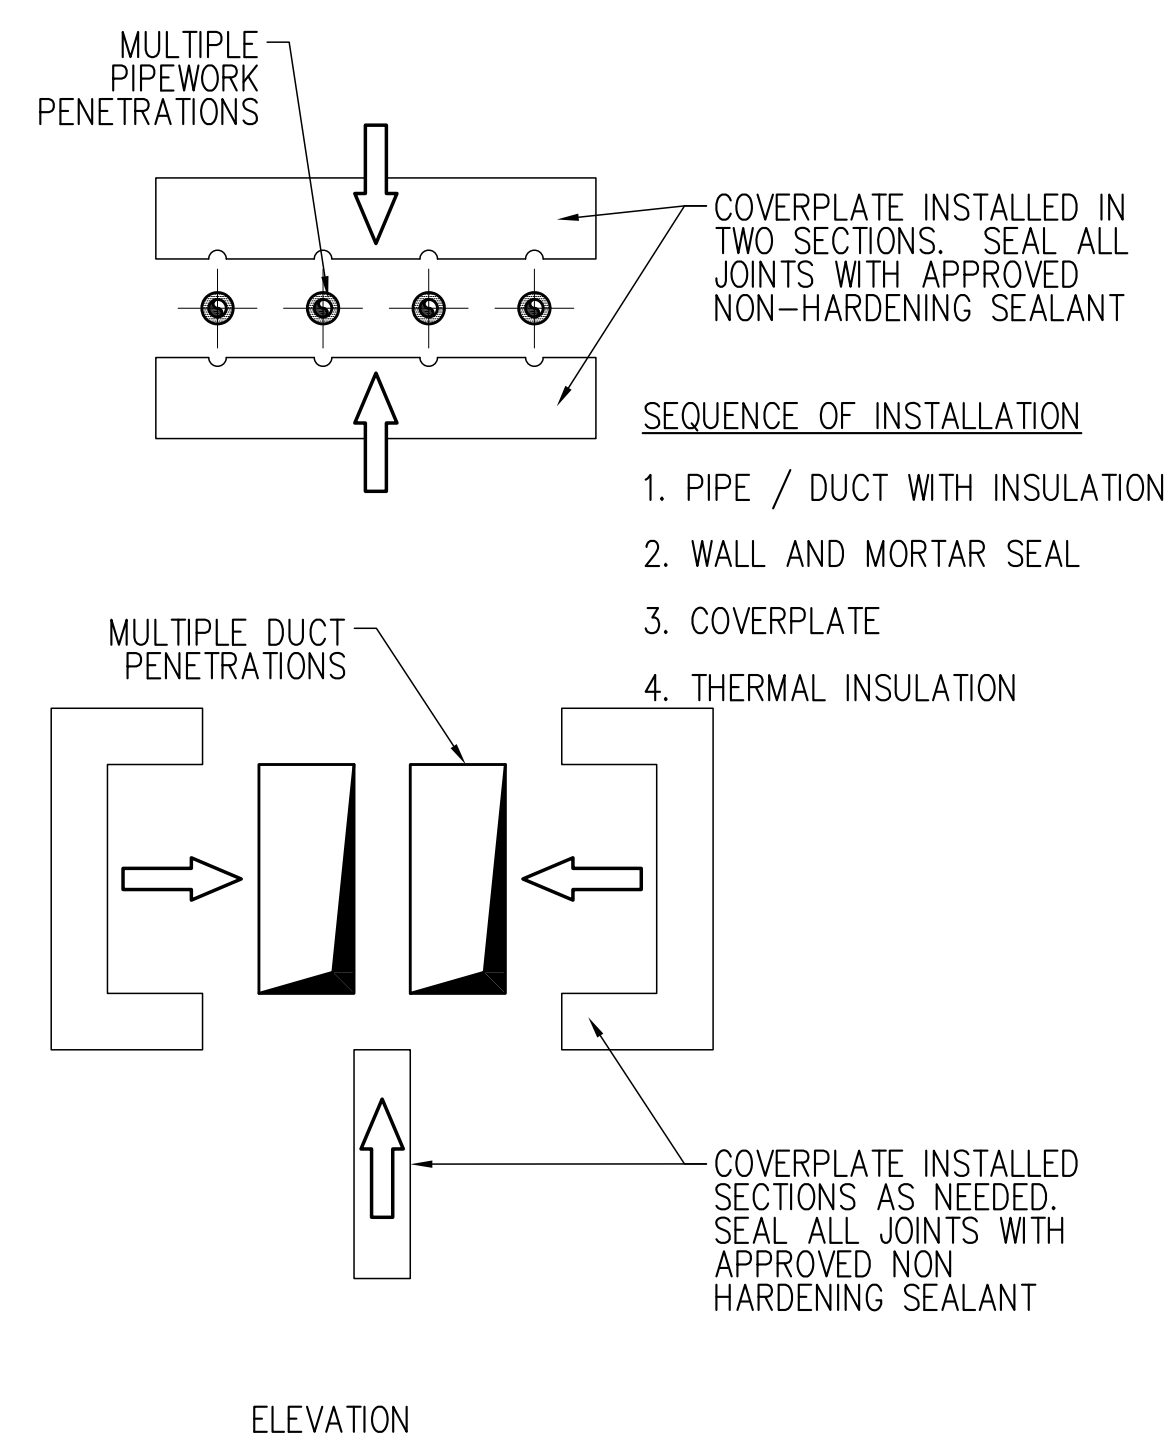 MULTIPLE
PIPEWORK
PENETRATIONS
COVERPLATE INSTALLED IN
TWO SECTIONS. SEAL ALL
JOINTS WITH APPROVED
NON-HARDENING SEALANT
SEQUENCE OF INSTALLATION
1. PIPE / DUCT WITH INSULATION
2. WALL AND MORTAR SEAL
3. COVERPLATE
4. THERMAL INSULATION
MULTIPLE DUCT
PENETRATIONS
COVERPLATE INSTALLED
SECTIONS AS NEEDED.
SEAL ALL JOINTS WITH
APPROVED NON
HARDENING SEALANT
ELEVATION